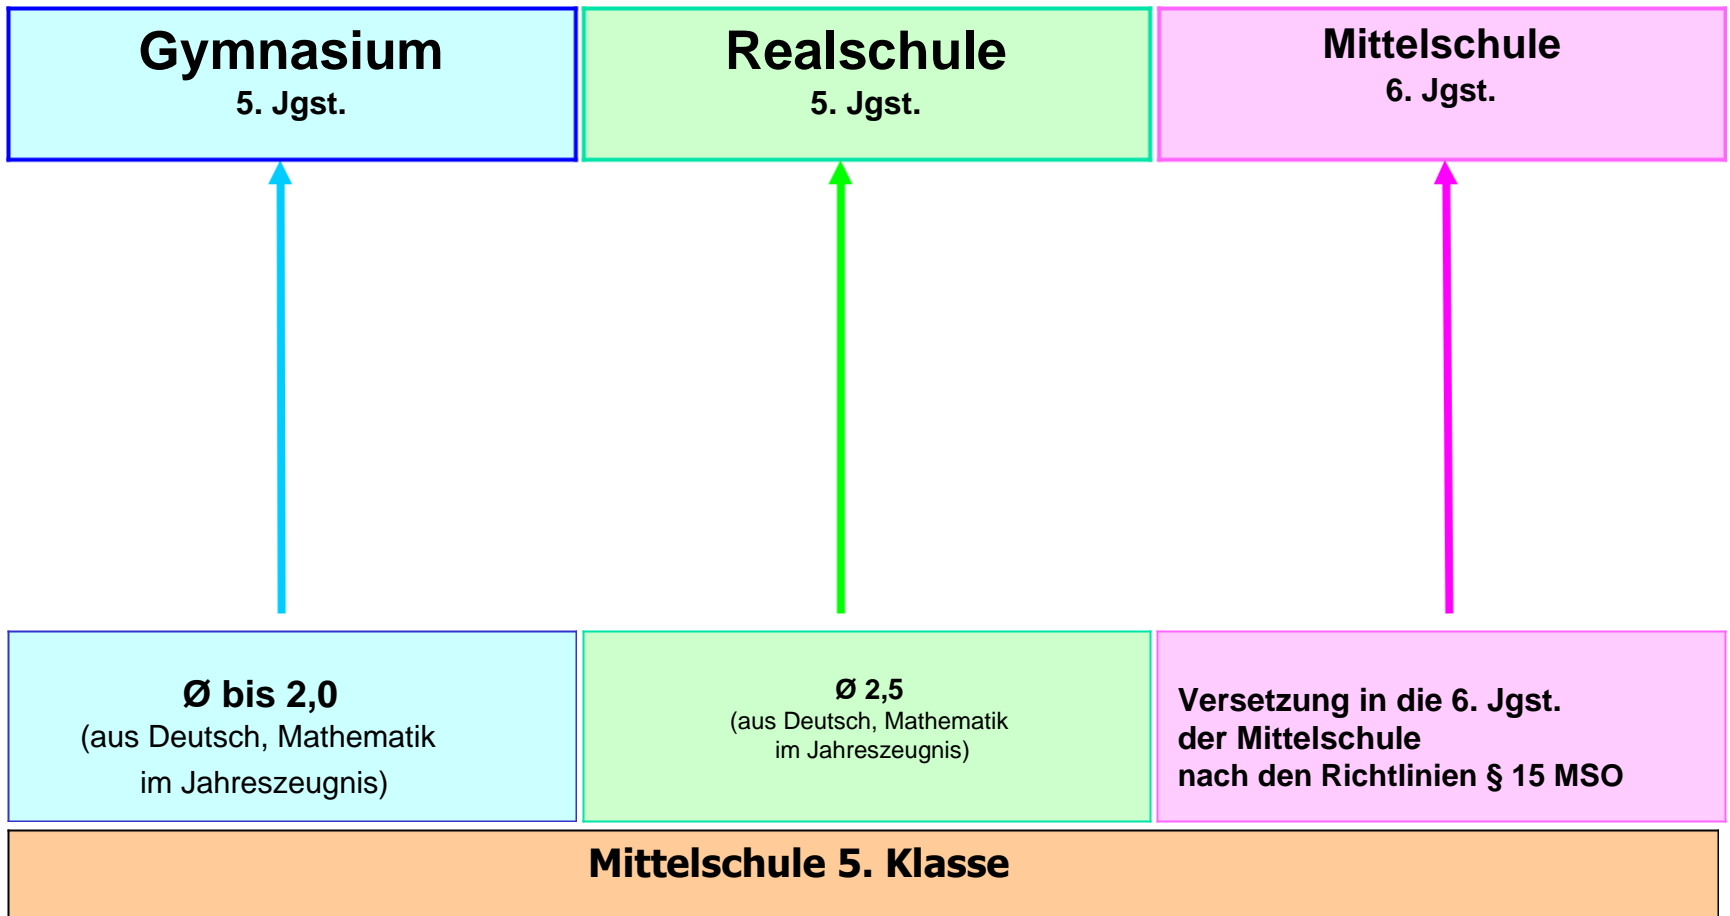 Gymnasium
5. Jgst.
Realschule
5. Jgst.
Mittelschule
6. Jgst.
Ø bis 2,0
(aus Deutsch, Mathematik
im Jahreszeugnis)
Ø 2,5
(aus Deutsch, Mathematik
im Jahreszeugnis)
Versetzung in die 6. Jgst.
der Mittelschule
nach den Richtlinien § 15 MSO
Mittelschule 5. Klasse